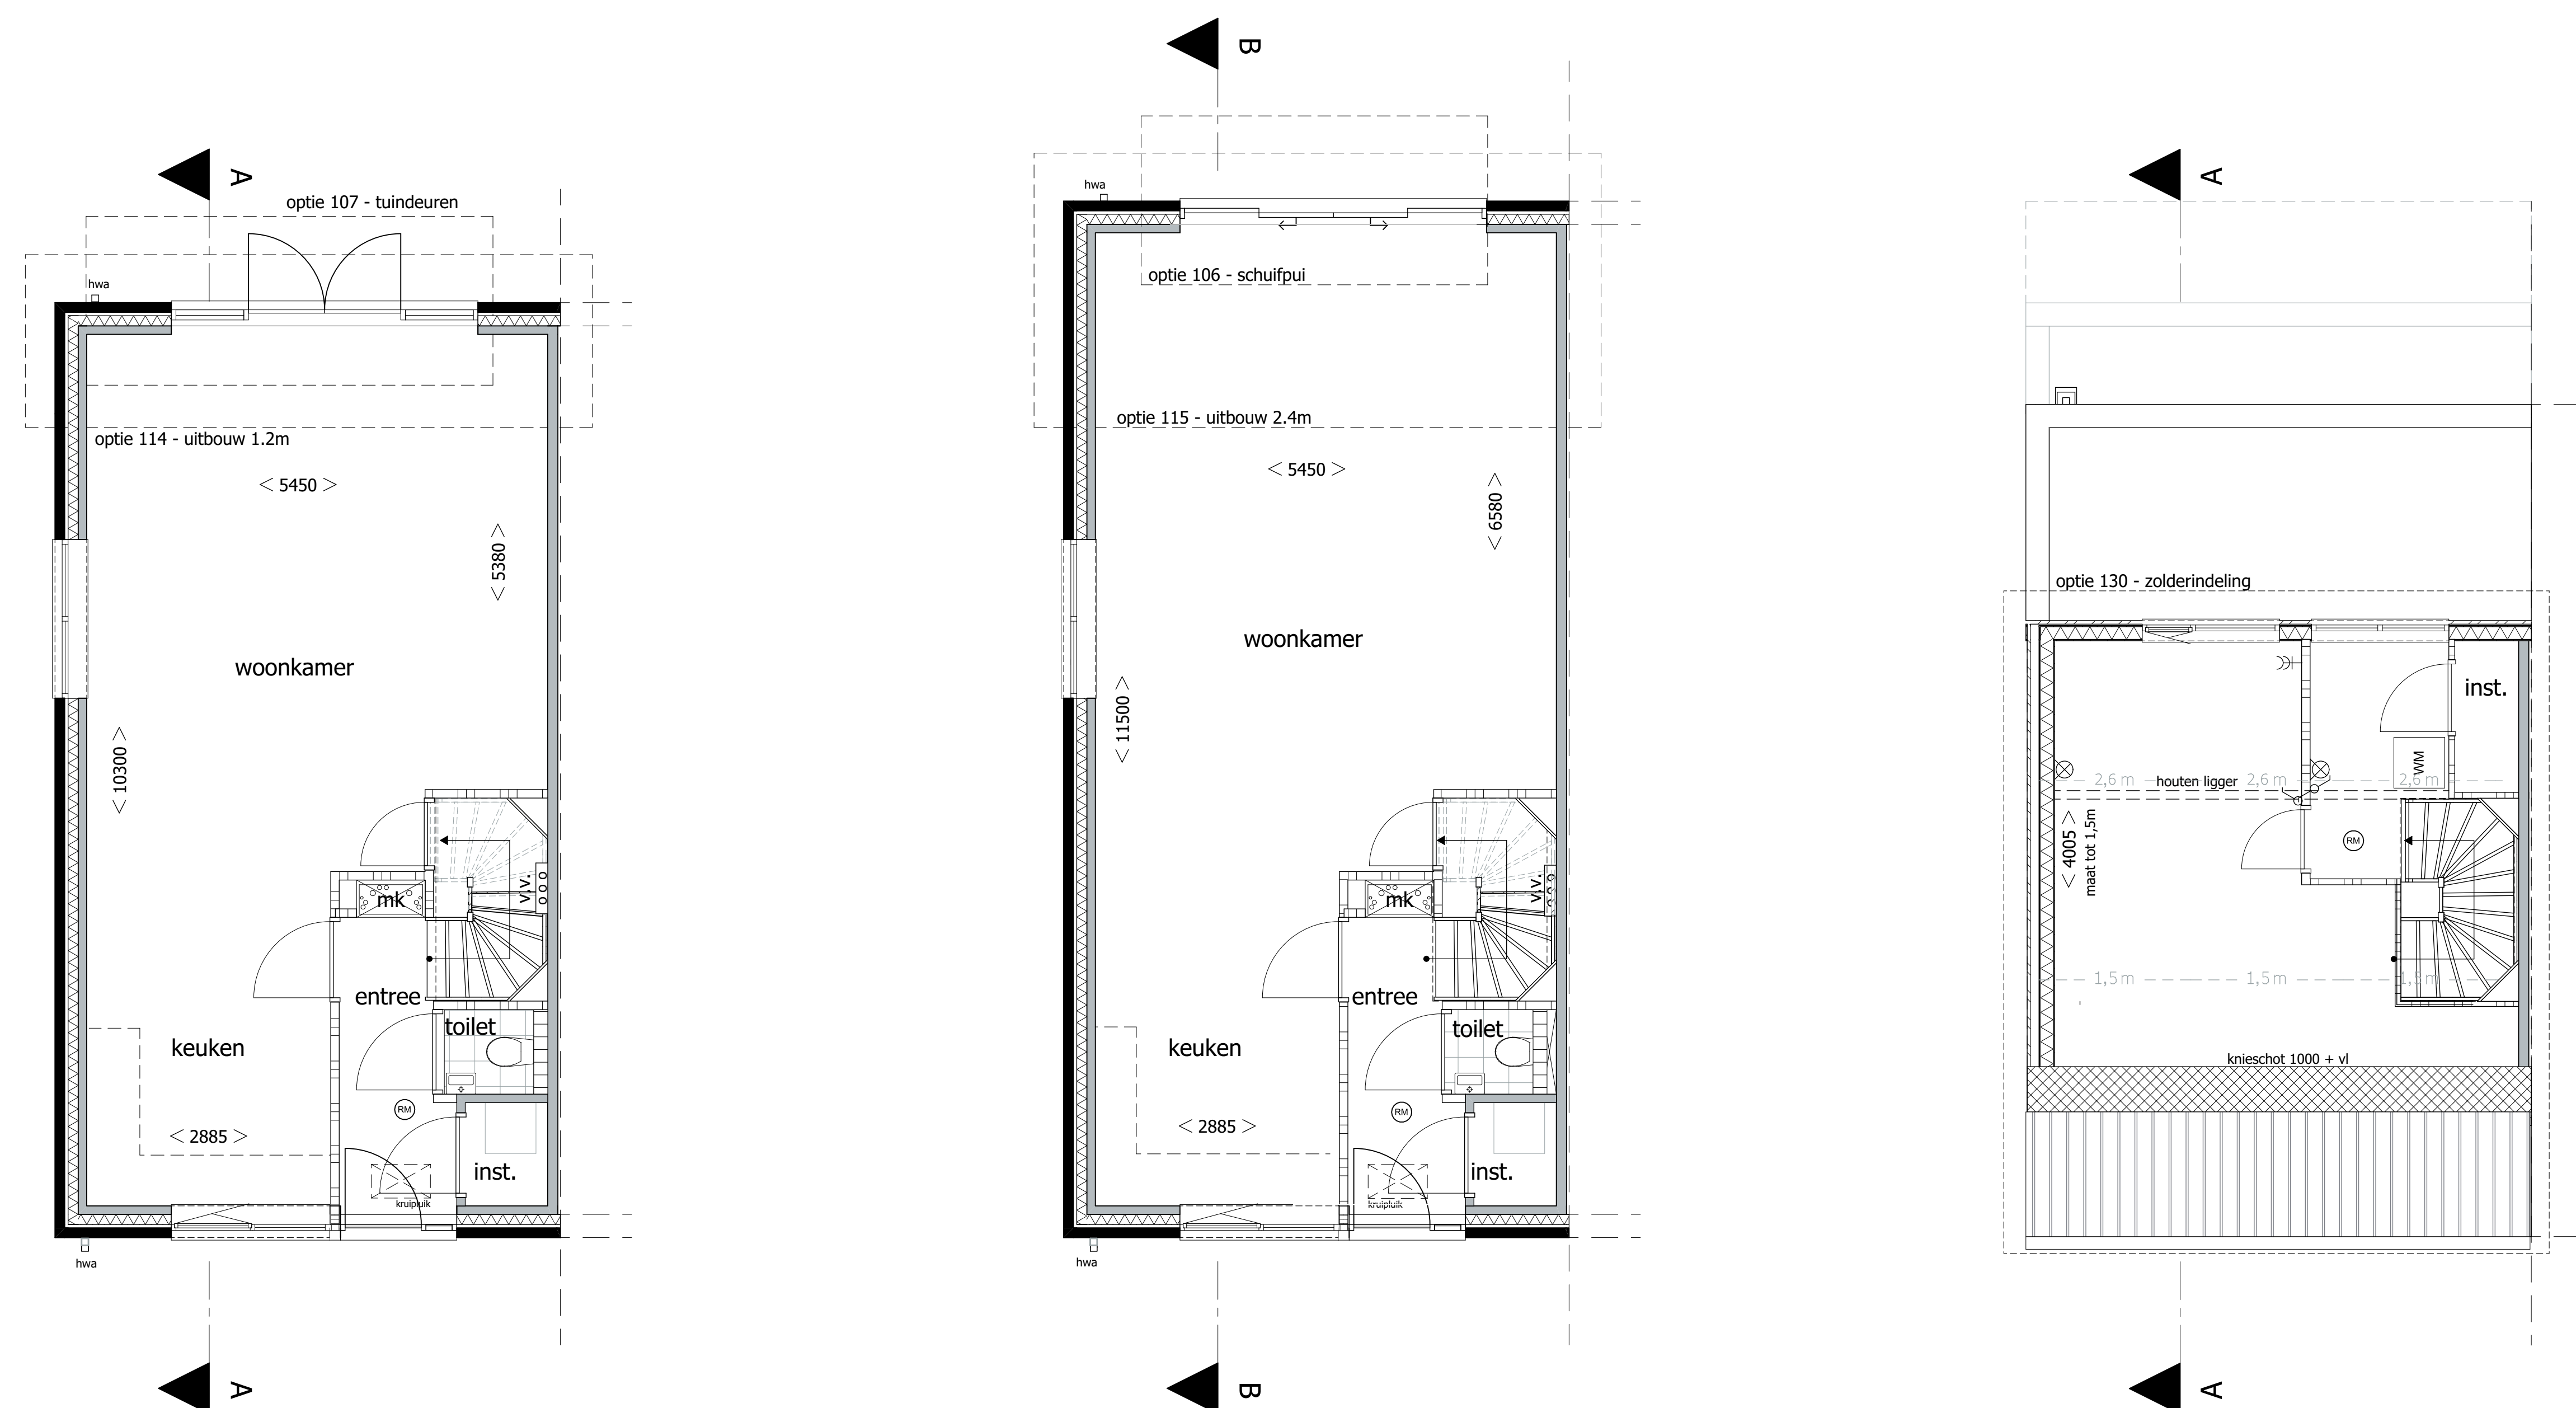 A
optie 107 - tuindeuren
hwa
optie 114 - uitbouw 1.2m
< 5450 >
< 5380 >
woonkamer
< 10300 >
mk
v.v.
entree
toilet
keuken
RM
< 2885 >
inst.
kruipluik
hwa
A
B
hwa
optie 106 - schuifpui
optie 115 - uitbouw 2.4m
< 5450 >
< 6580 >
woonkamer
< 11500 >
mk
v.v.
entree
toilet
keuken
RM
< 2885 >
inst.
kruipluik
hwa
B
A
optie 130 - zolderindeling
inst.
WM
2,6 m
houten ligger
2,6 m
2,6 m
< 4005 >
maat tot 1,5m
RM
1,5 m
1,5 m
1,5 m
knieschot 1000 + vl
A